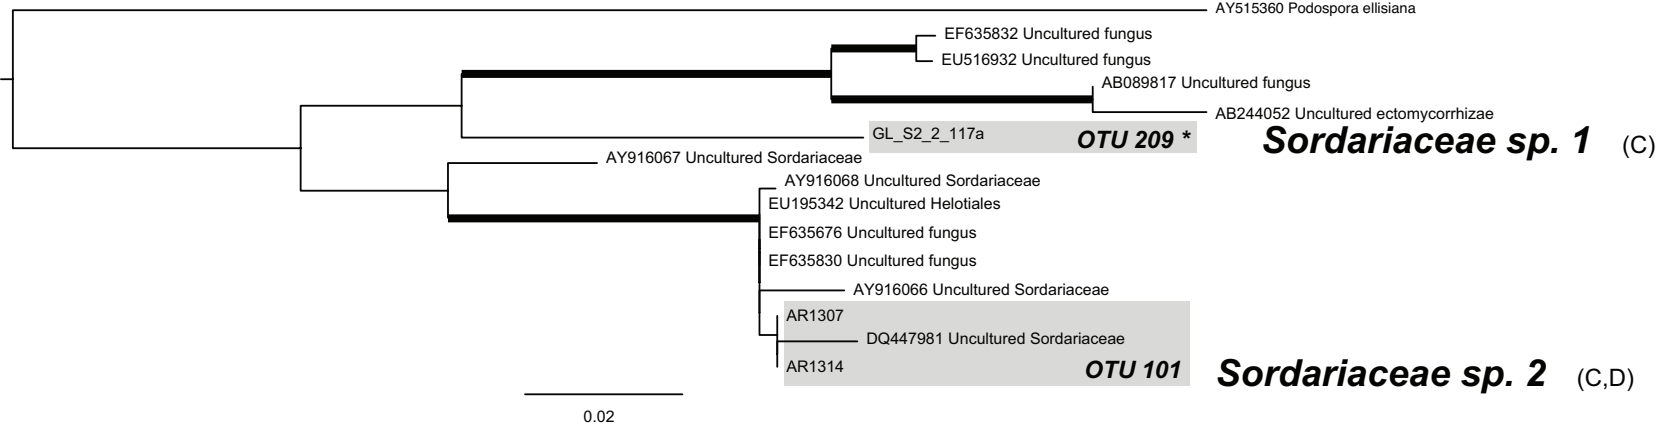 AY515360 Podospora ellisiana
EF635832 Uncultured fungus
EU516932 Uncultured fungus
AB089817 Uncultured fungus
AB244052 Uncultured ectomycorrhizae
GL_S2_2_117a OTU 209 * Sordariaceae sp. 1 (C)
AY916067 Uncultured Sordariaceae
AY916068 Uncultured Sordariaceae
EU195342 Uncultured Helotiales
EF635676 Uncultured fungus
EF635830 Uncultured fungus
AY916066 Uncultured Sordariaceae
AR1307
DQ447981 Uncultured Sordariaceae
AR1314 OTU 101 Sordariaceae sp. 2 (C,D)
0.02